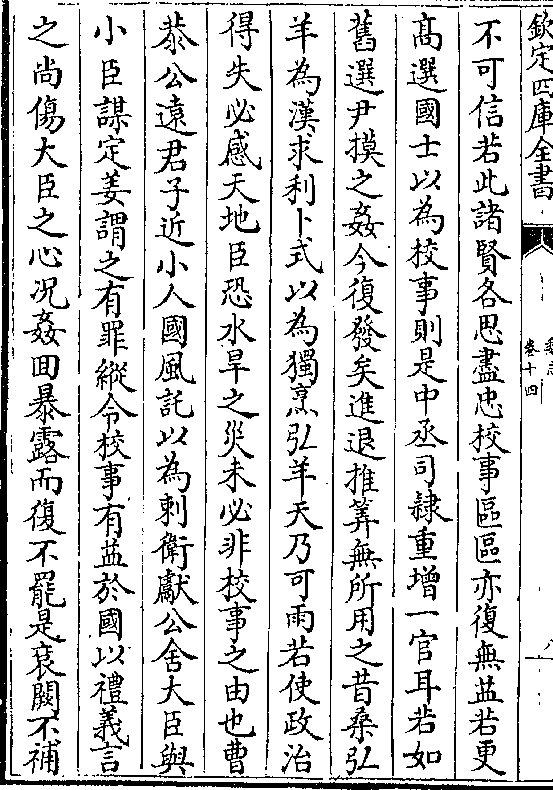 欽定四庫全書
魏志
卷十四
不可信若此諸賢各思盡忠校事區區亦復無益若更
高選國士以為校事則是中丞司隷重增一官耳若如
舊選尹摸之姦今復發矣進退推筭無所用之昔桑弘
羊為漢求利卜式以為獨烹弘羊天乃可雨若使政治
得失必感天地臣恐水旱之災未必非校事之由也曹
恭公遠君子近小人國風託以為刺衛獻公舍大臣與
小臣謀定姜謂之有罪縱令校事有益於國以禮義言
之尚傷大臣之心况姦回暴露而復不罷是衮闕不補